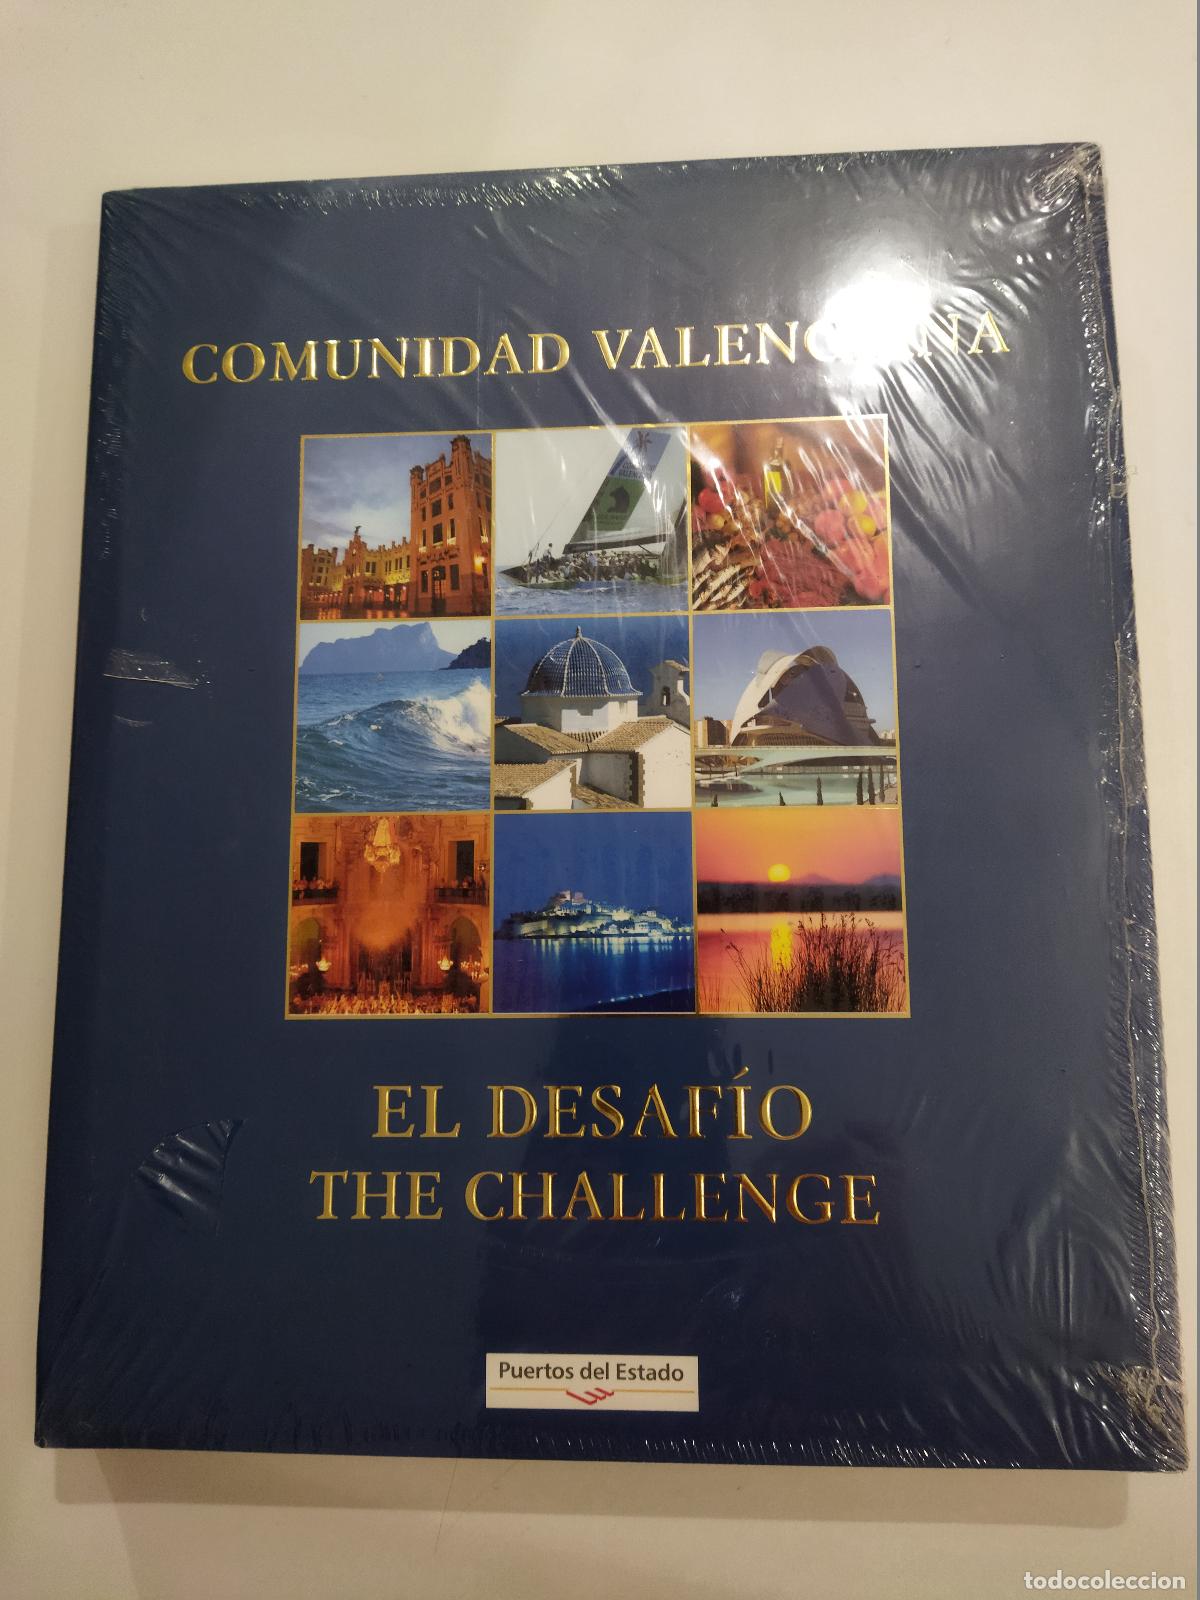 COMUNIDAD VALENCIANA
EL DESAFÍO
THE CHALLENGE
Puertos del Estado
todocoleccion